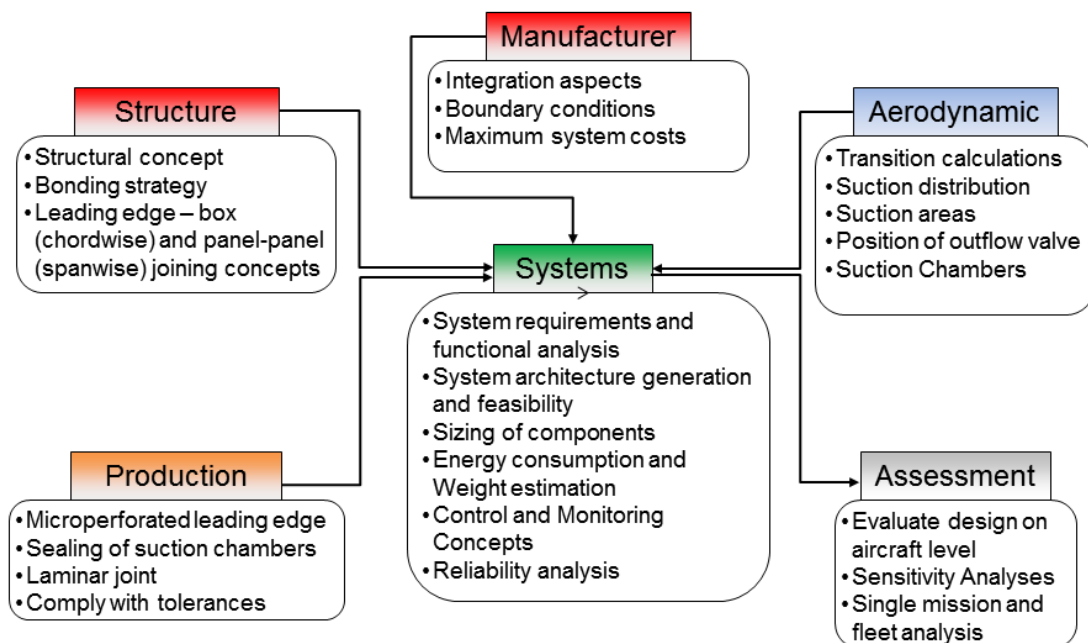 Manufacturer
• Integration aspects
• Boundary conditions
• Maximum system costs
Structure
• Structural concept
• Bonding strategy
• Leading edge – box
(chordwise) and panel-panel
(spanwise) joining concepts
Aerodynamic
• Transition calculations
• Suction distribution
• Suction areas
• Position of outflow valve
• Suction Chambers
Systems
>
• System requirements and
functional analysis
• System architecture generation
and feasibility
• Sizing of components
• Energy consumption and
Weight estimation
• Control and Monitoring
Concepts
• Reliability analysis
Production
• Microperforated leading edge
• Sealing of suction chambers
• Laminar joint
• Comply with tolerances
Assessment
• Evaluate design on
aircraft level
• Sensitivity Analyses
• Single mission and
fleet analysis